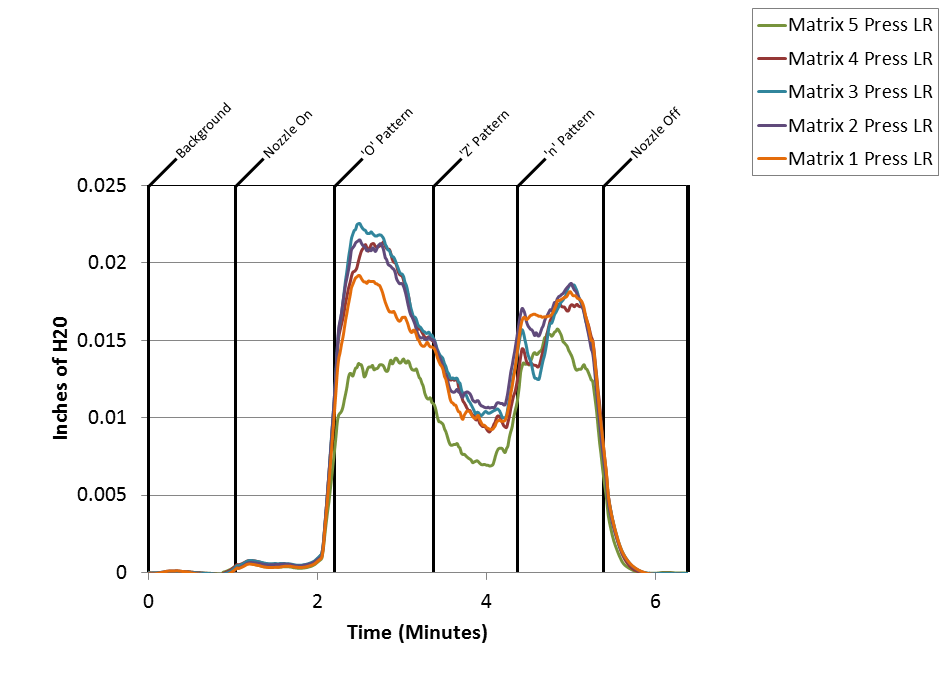 Matrix 5 Press LR
Matrix 4 Press LR
Matrix 3 Press LR
Matrix 2 Press LR
Matrix 1 Press LR
Background
Nozzle On
'O' Pattern
'Z' Pattern
'n' Pattern
Nozzle Off
0.025
0.02
0.015
0.01
0.005
0
Inches of H20
0 2 4 6
Time (Minutes)